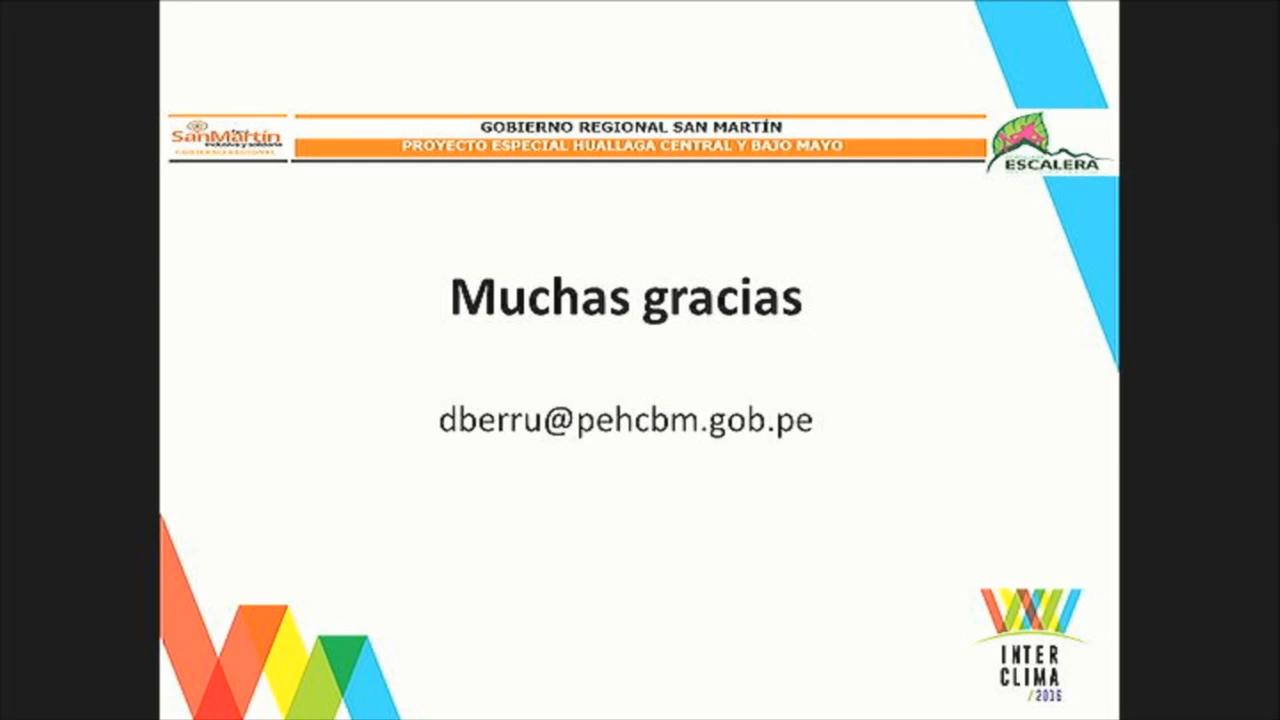 SanMartín
GOBIERNO REGIONAL SAN MARTÍN
PROYECTO ESPECIAL HUALLAGA CENTRAL Y BAJO MAYO
ESCALERA
Muchas gracias
dberru@pehcbm.gob.pe
INTER
CLIMA
/2016